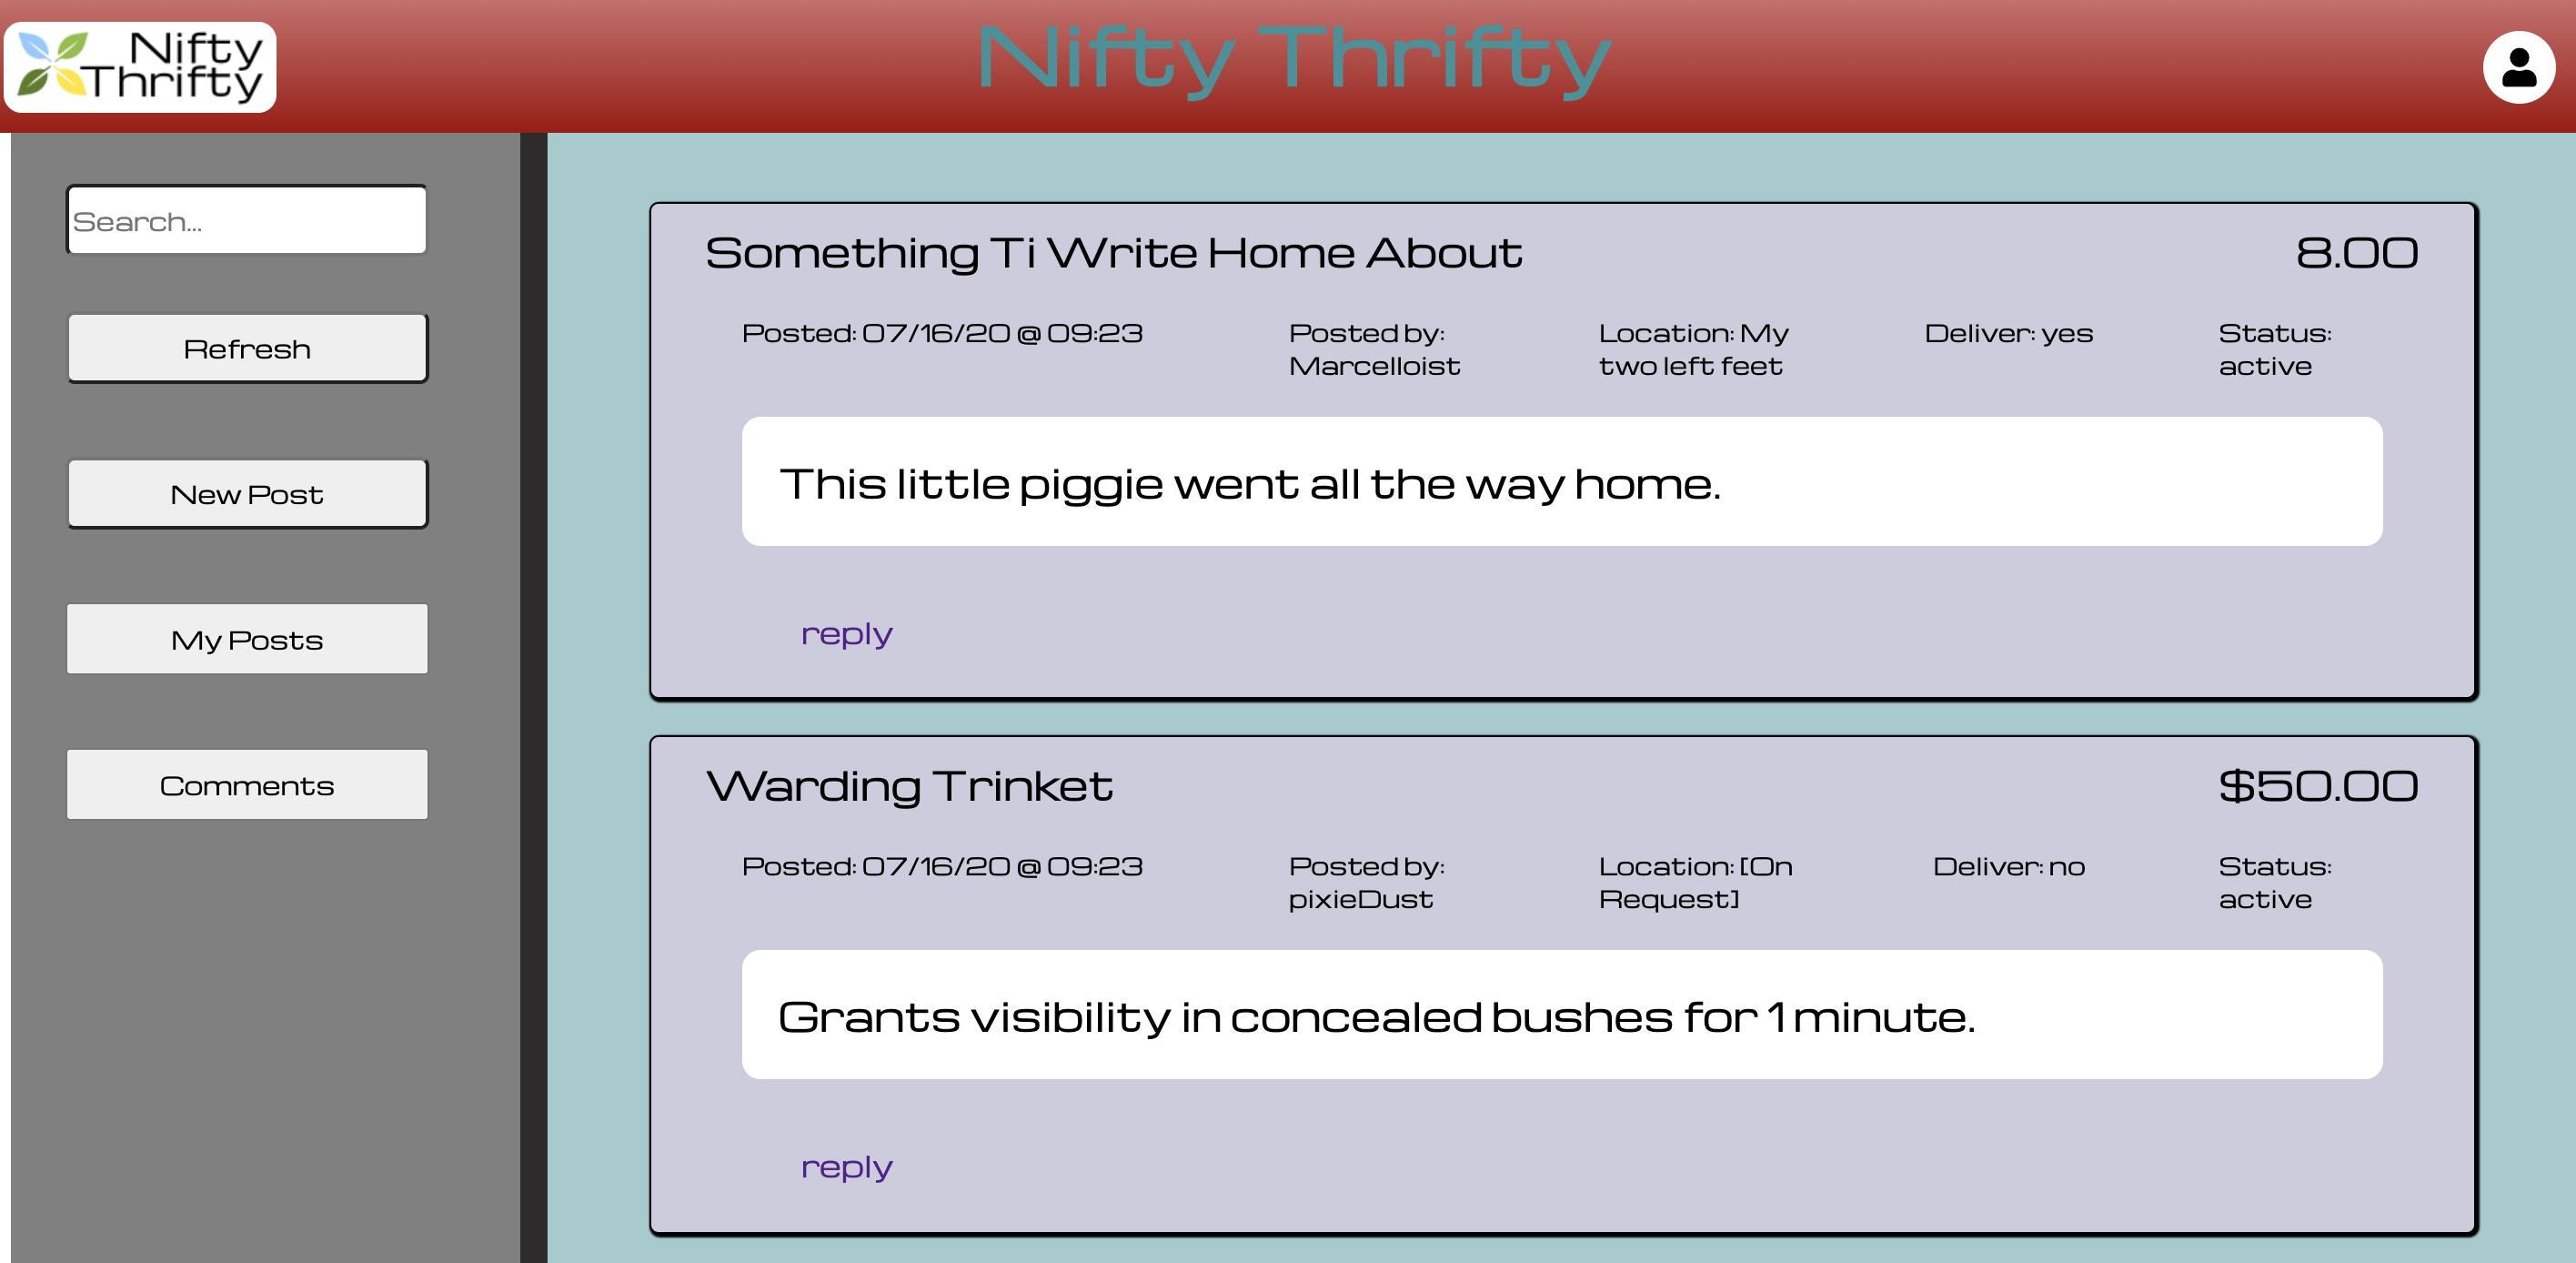 Nifty
Thrifty
Nifty Thrifty
Search...
Refresh
New Post
My Posts
Comments
Something Ti Write Home About
8.00
Posted: 07/16/20 @ 09:23
Posted by:
Marcelloist
Location: My
two left feet
Deliver: yes
Status:
active
This little piggie went all the way home.
reply
Warding Trinket
$50.00
Posted: 07/16/20 @ 09:23
Posted by:
pixieDust
Location: [On
Request]
Deliver: no
Status:
active
Grants visibility in concealed bushes for 1 minute.
reply